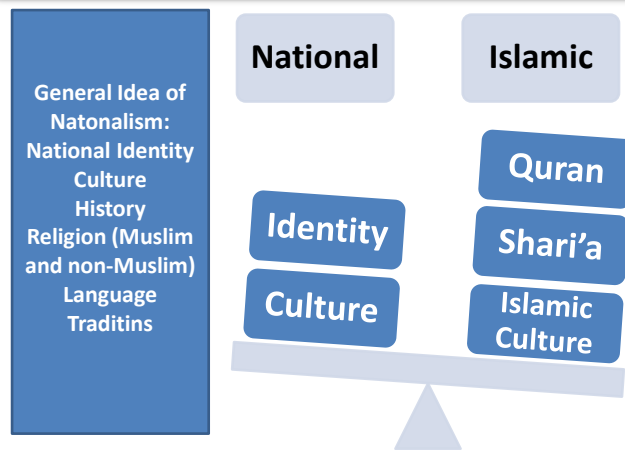 General Idea of
Natonalism:
National Identity
Culture
History
Religion (Muslim
and non-Muslim)
Language
Traditins
National
Islamic
Identity
Culture
Quran
Shari’a
Islamic
Culture